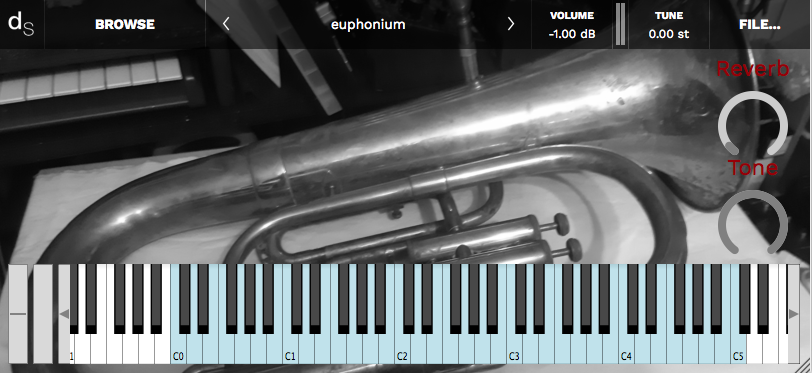 dS
BROWSE
<
euphonium
>
VOLUME
-1.00 dB
TUNE
0.00 st
FILE...
Reverb
Tone
1
C0
C1
C2
C3
C4
C5